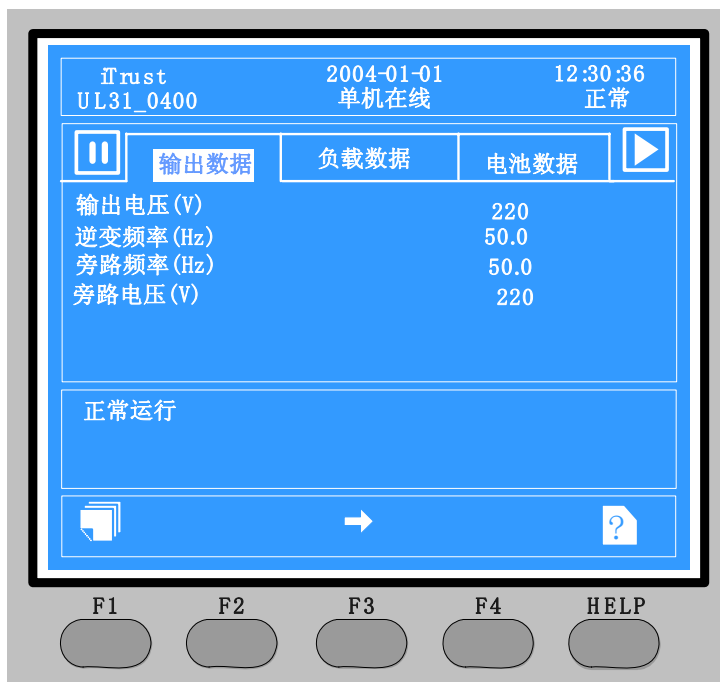 iTrust 2004-01-01 12:30:36
UL31_0400 单机在线 正常
输出数据 负载数据 电池数据
输出电压(V) 220
逆变频率(Hz) 50.0
旁路频率(Hz) 50.0
旁路电压(V) 220
正常运行
?
F1 F2 F3 F4 HELP